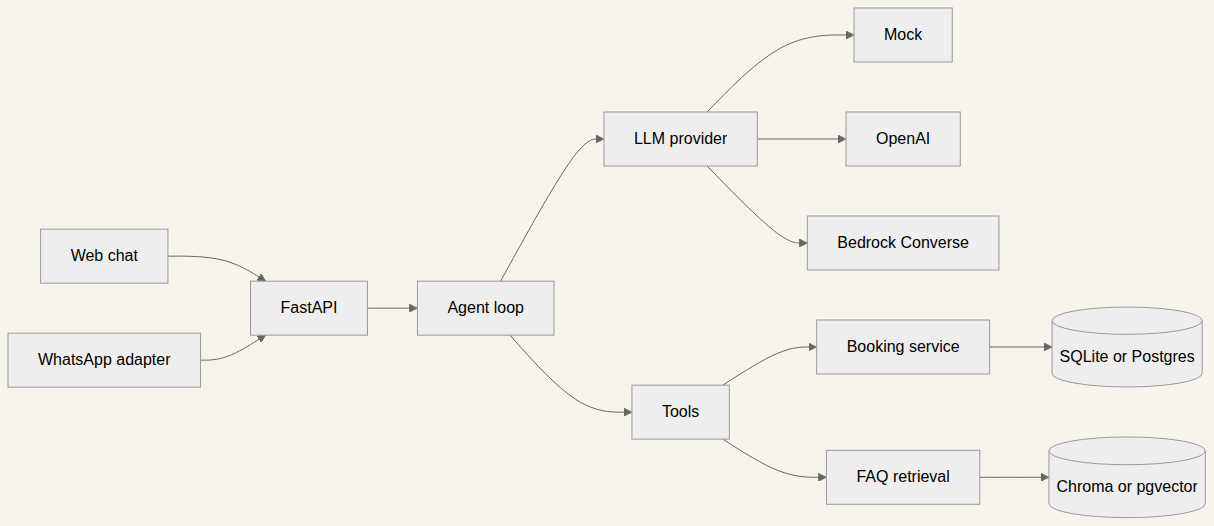 Mock
LLM provider
OpenAI
Bedrock Converse
Web chat
FastAPI
Agent loop
WhatsApp adapter
Booking service
SQLite or Postgres
Tools
FAQ retrieval
Chroma or pgvector